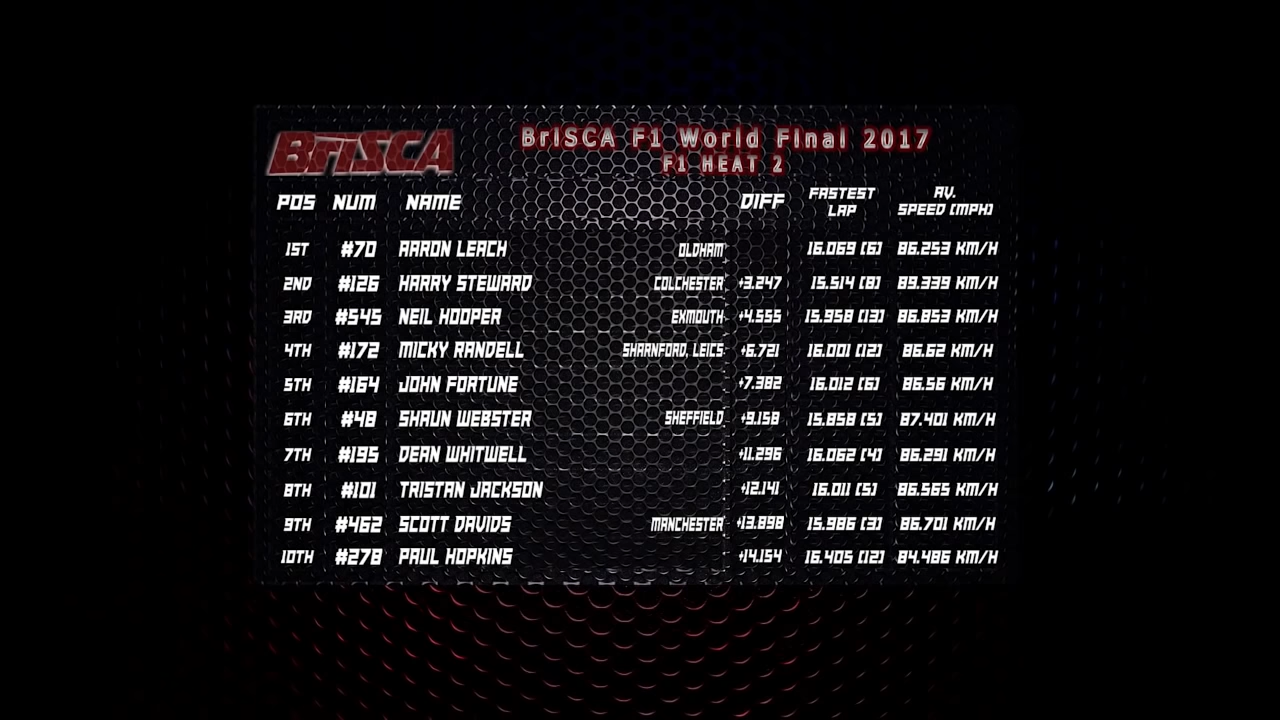 BriSCA
BrISCA F1 World Final 2017
F1 HEAT 2
POS NUM NAME DIFF FASTEST LAP AV. SPEED (MPH)
1ST #70 AARON LEACH OLDHAM 16.069 (6) 86.253 KM/H
2ND #126 HARRY STEWARD COLCHESTER +3.247 15.514 (8) 89.339 KM/H
3RD #545 NEIL HOOPER EXMOUTH +4.555 15.958 (13) 86.853 KM/H
4TH #172 MICKY RANDELL SHARNFORD, LEICS +6.721 16.001 (12) 86.62 KM/H
5TH #164 JOHN FORTUNE +7.382 16.012 (6) 86.56 KM/H
6TH #48 SHAUN WEBSTER SHEFFIELD +9.158 15.858 (5) 87.401 KM/H
7TH #195 DEAN WHITWELL +11.296 16.062 (4) 86.291 KM/H
8TH #101 TRISTAN JACKSON +12.141 16.011 (5) 86.565 KM/H
9TH #462 SCOTT DAVIDS MANCHESTER +13.898 15.986 (3) 86.701 KM/H
10TH #278 PAUL HOPKINS +14.154 16.405 (12) 84.486 KM/H